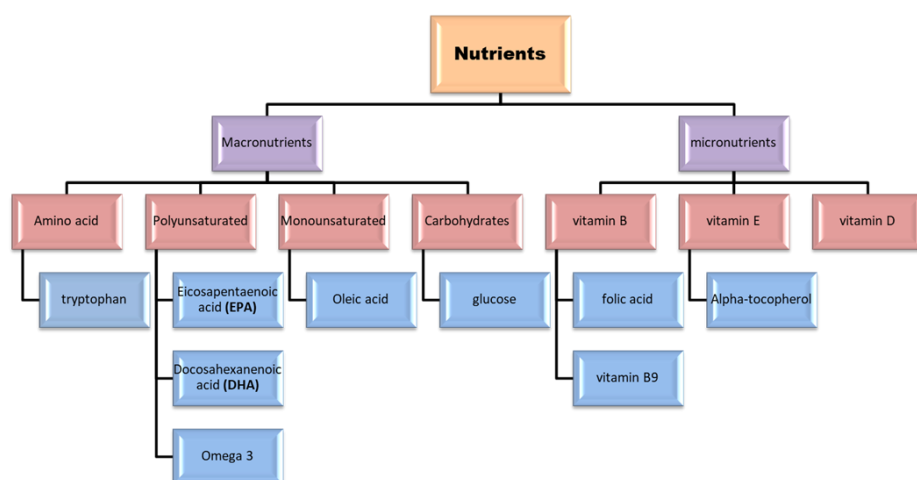 Nutrients
Macronutrients
micronutrients
Amino acid
Polyunsaturated
Monounsaturated
Carbohydrates
vitamin B
vitamin E
vitamin D
tryptophan
Eicosapentaenoic
acid (EPA)
Oleic acid
glucose
folic acid
Alpha-tocopherol
Docosahexanenoic
acid (DHA)
vitamin B9
Omega 3